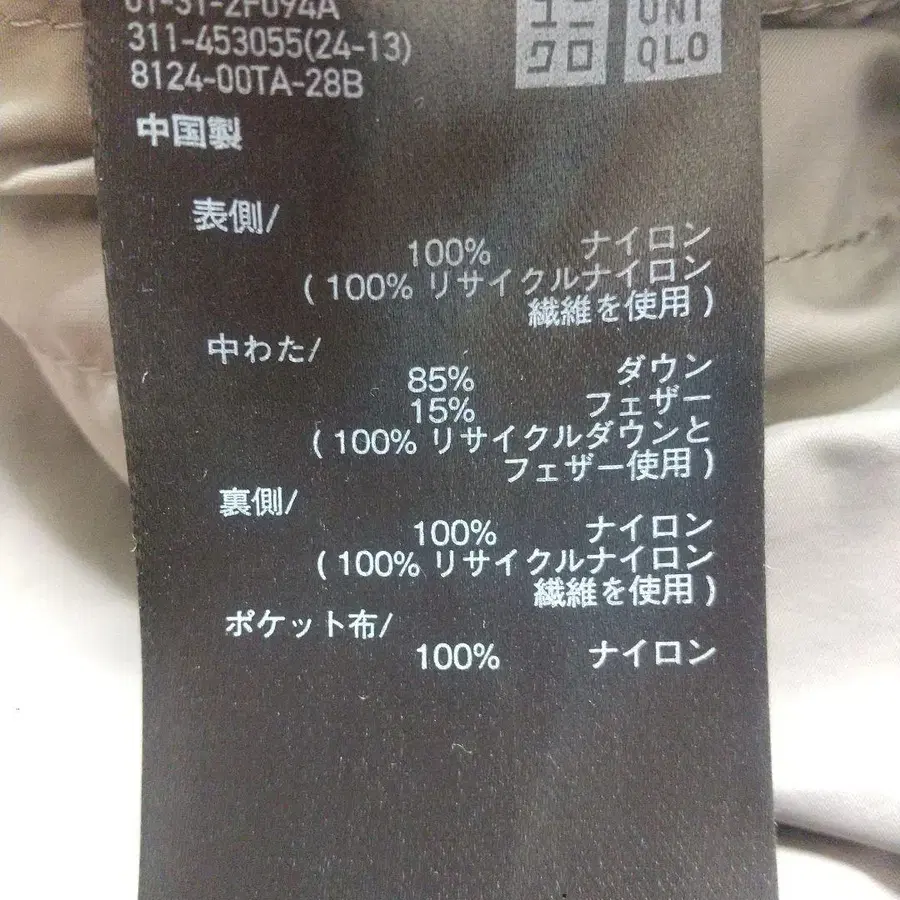 01-31-2F094A
311-453055(24-13)
8124-00TA-28B
ユニ
クロ
UNI
QLO
中国製
表側/
100% ナイロン
( 100% リサイクルナイロン
繊維を使用 )
中わた/
85% ダウン
15% フェザー
( 100% リサイクルダウンと
フェザー使用 )
裏側/
100% ナイロン
( 100% リサイクルナイロン
繊維を使用 )
ポケット布/
100% ナイロン